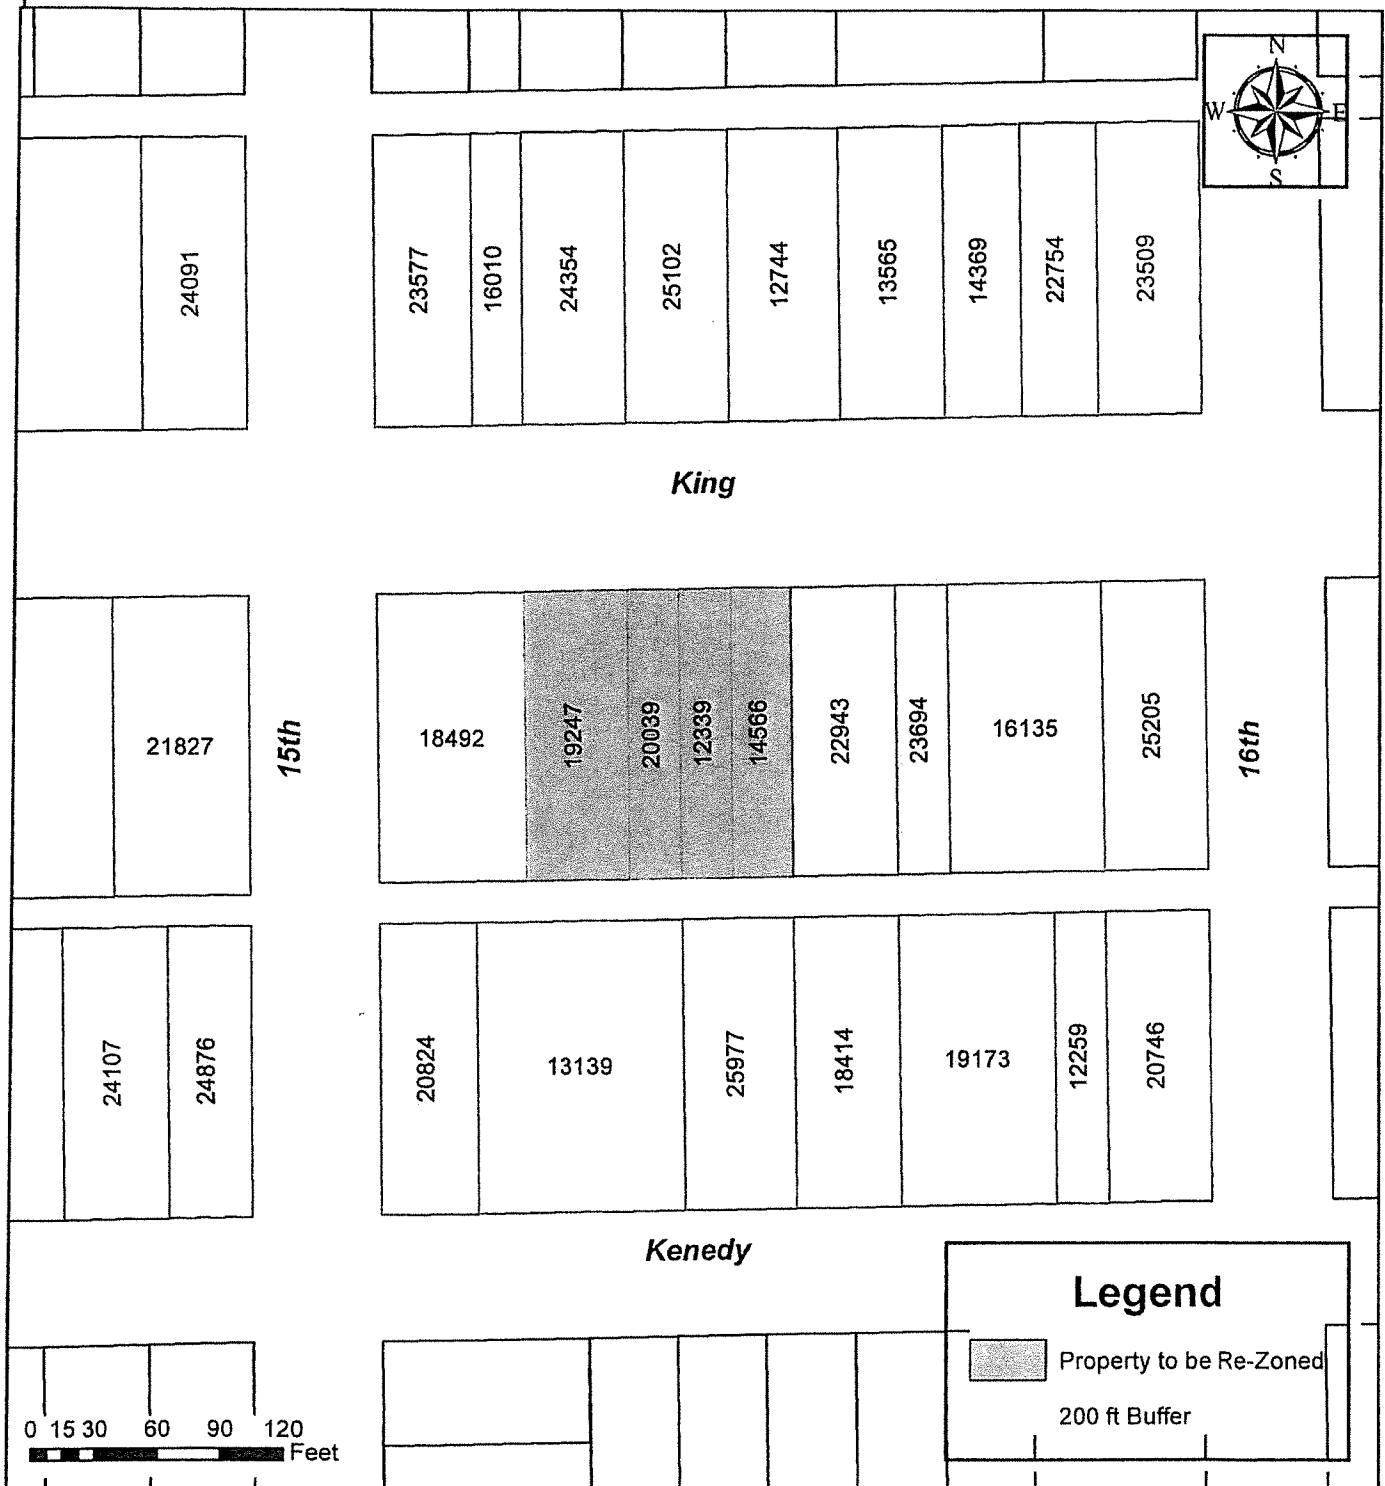 N
W E
S
24091
23577
16010
24354
25102
12744
13565
14369
22754
23509
King
21827
15th
18492
19247
20039
12339
14566
22943
23694
16135
25205
16th
24107
24876
20824
13139
25977
18414
19173
12259
20746
Kenedy
Legend
Property to be Re-Zoned
200 ft Buffer
0 15 30 60 90 120
Feet